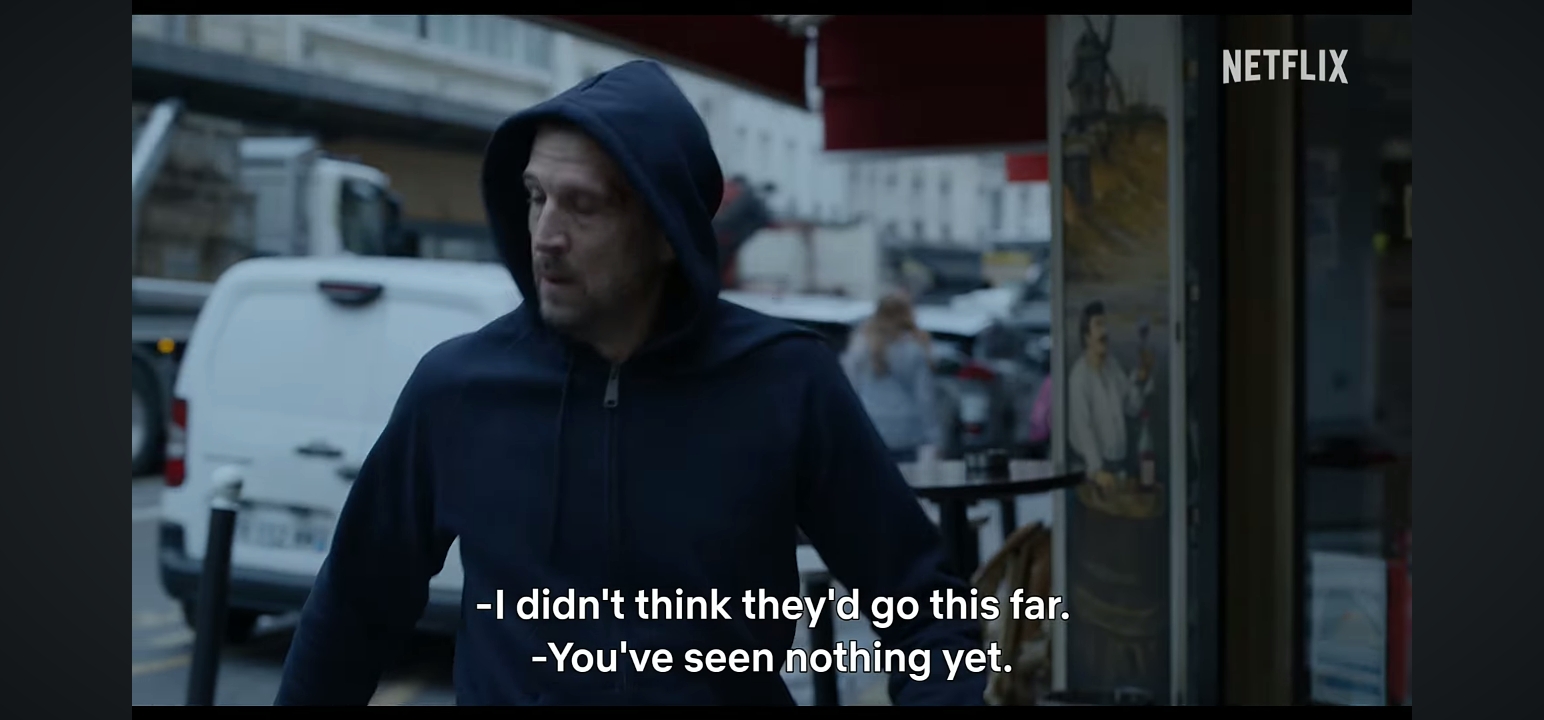 NETFLIX
-I didn't think they'd go this far.
-You've seen nothing yet.